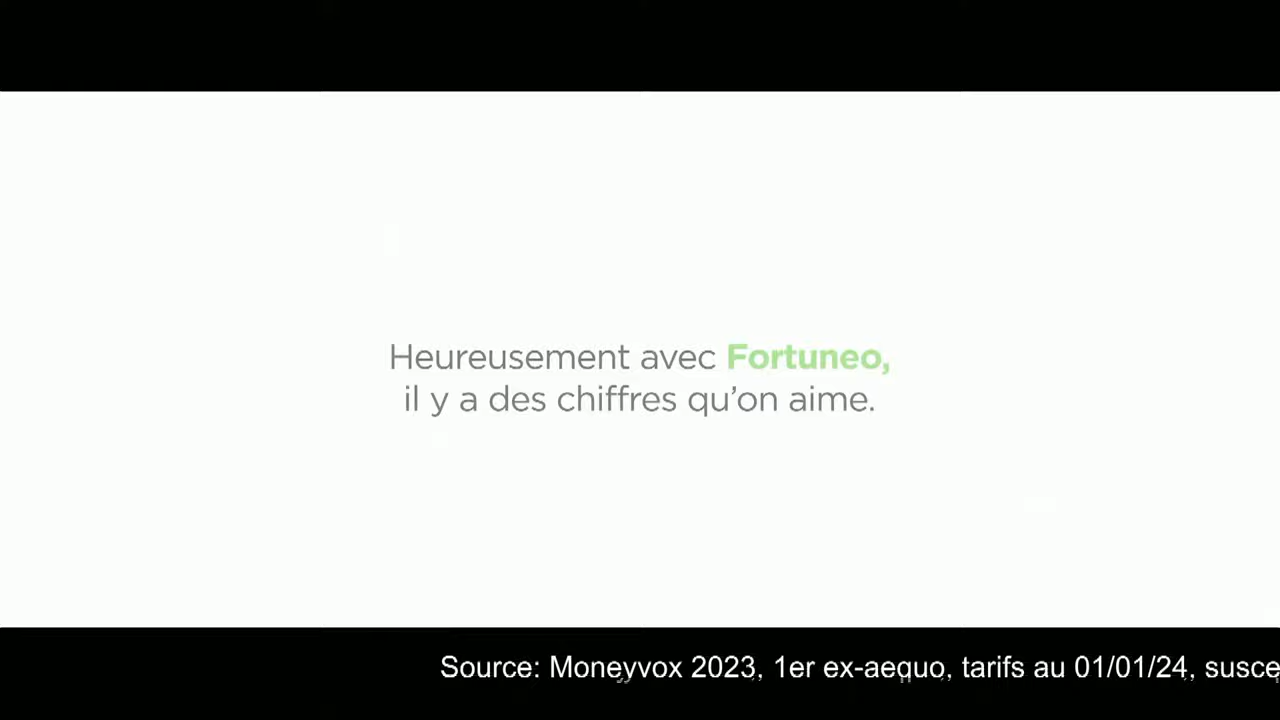 Heureusement avec Fortuneo,
il y a des chiffres qu'on aime.
Source: Moneyvox 2023, 1er ex-aequo, tarifs au 01/01/24,